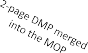 2-page DMP merged
into the MOP